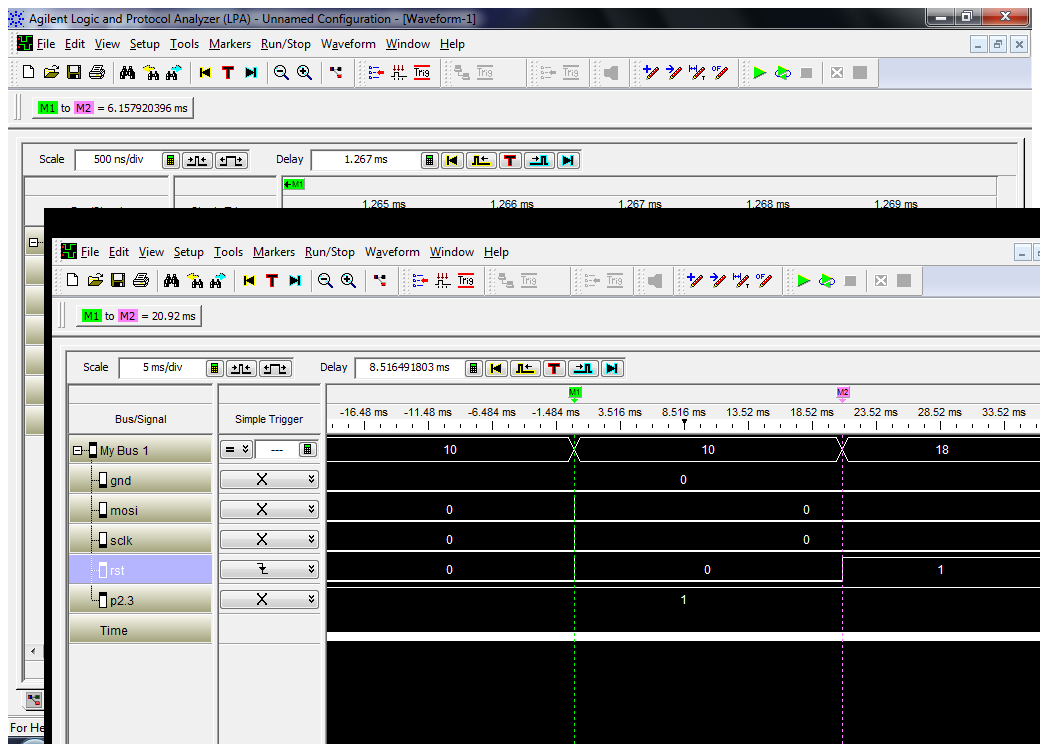 Agilent Logic and Protocol Analyzer (LPA) - Unnamed Configuration - [Waveform-1]
File Edit View Setup Tools Markers Run/Stop Waveform Window Help
T Trig Trig Trig T OF
M1 to M2 = 6.157920396 ms
Scale 500 ns/div Delay 1.267 ms T
M1
1.265 ms 1.266 ms 1.267 ms 1.268 ms 1.269 ms
File Edit View Setup Tools Markers Run/Stop Waveform Window Help
T Trig Trig Trig T OF
M1 to M2 = 20.92 ms
Scale 5 ms/div Delay 8.516491803 ms T
M1 M2
Bus/Signal Simple Trigger -16.48 ms -11.48 ms -6.484 ms -1.484 ms 3.516 ms 8.516 ms 13.52 ms 18.52 ms 23.52 ms 28.52 ms 33.52 ms
My Bus 1 = --- 10 10 18
gnd X 0
mosi X 0 0
sclk X 0 0
rst 0 0 1
p2.3 X 1
Time
For He